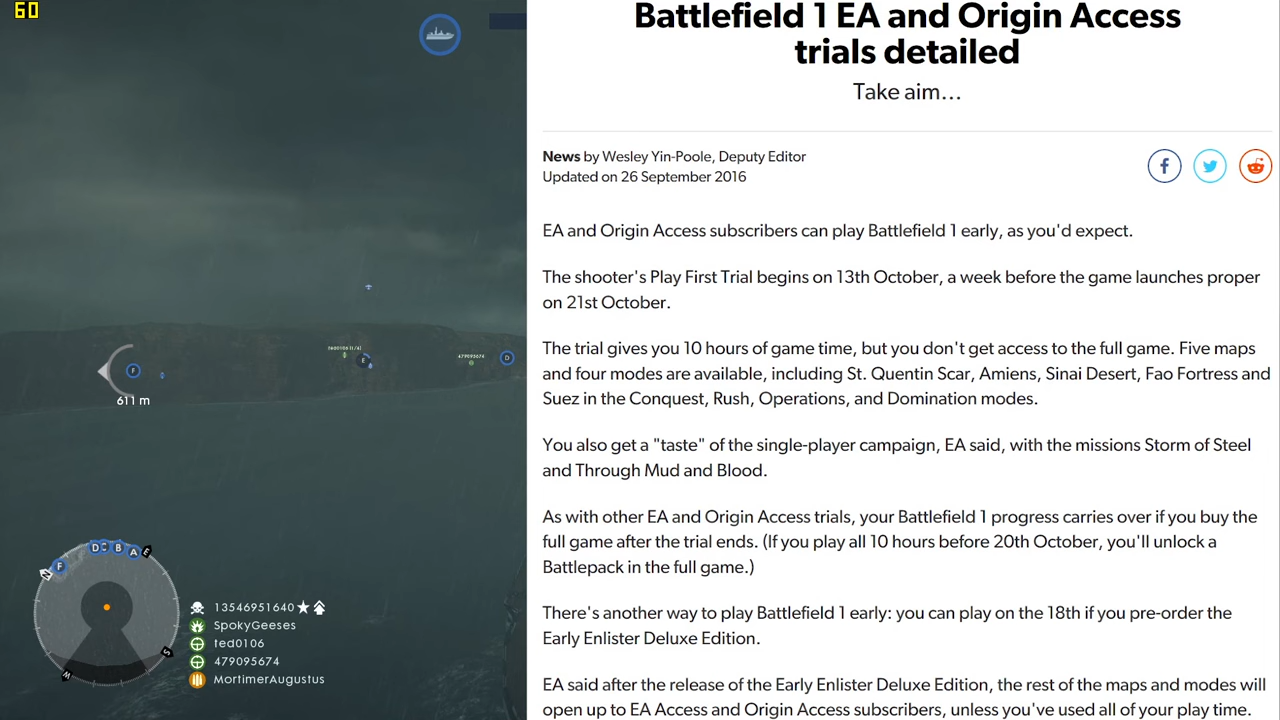 60
F
611 m
3600106 [1/4]
E
479095674
D
D C B A E
F
N
S
W
13546951640
SpokyGeeses
ted0106
479095674
MortimerAugustus
Battlefield 1 EA and Origin Access
trials detailed
Take aim...
News by Wesley Yin-Poole, Deputy Editor
Updated on 26 September 2016
EA and Origin Access subscribers can play Battlefield 1 early, as you'd expect.
The shooter's Play First Trial begins on 13th October, a week before the game launches proper
on 21st October.
The trial gives you 10 hours of game time, but you don't get access to the full game. Five maps
and four modes are available, including St. Quentin Scar, Amiens, Sinai Desert, Fao Fortress and
Suez in the Conquest, Rush, Operations, and Domination modes.
You also get a "taste" of the single-player campaign, EA said, with the missions Storm of Steel
and Through Mud and Blood.
As with other EA and Origin Access trials, your Battlefield 1 progress carries over if you buy the
full game after the trial ends. (If you play all 10 hours before 20th October, you'll unlock a
Battlepack in the full game.)
There's another way to play Battlefield 1 early: you can play on the 18th if you pre-order the
Early Enlister Deluxe Edition.
EA said after the release of the Early Enlister Deluxe Edition, the rest of the maps and modes will
open up to EA Access and Origin Access subscribers, unless you've used all of your play time.